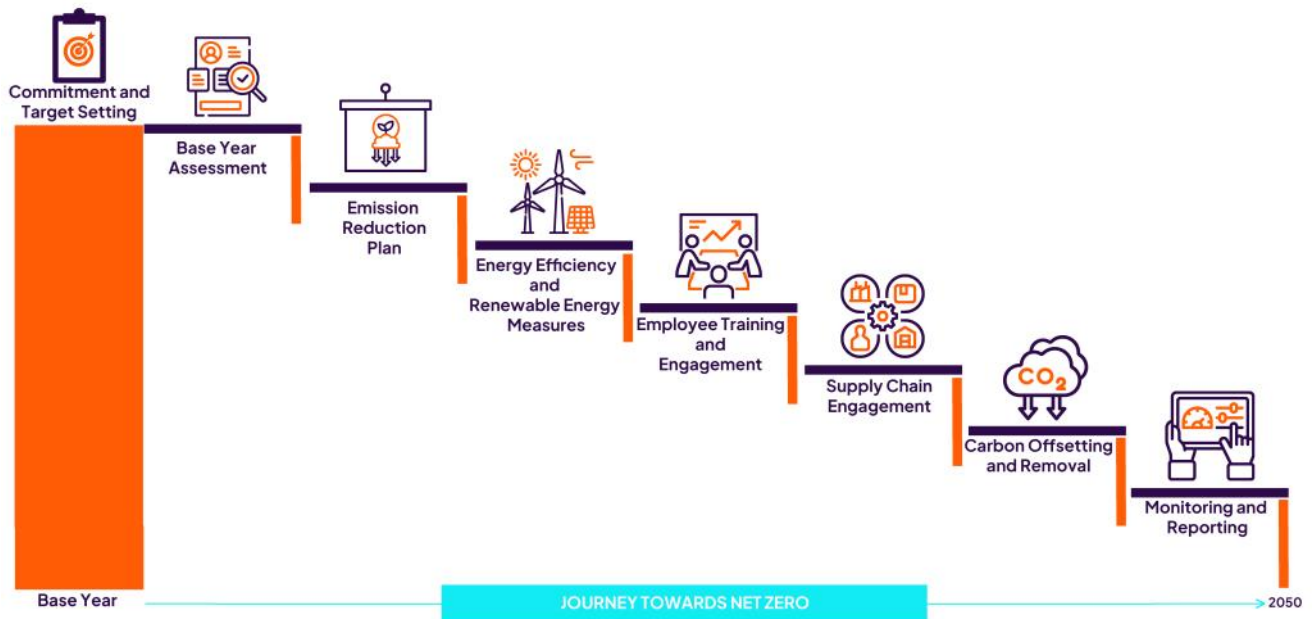 Commitment and
Target Setting
Base Year
Assessment
Emission
Reduction
Plan
Energy Efficiency
and
Renewable Energy
Measures
Employee Training
and
Engagement
Supply Chain
Engagement
CO2
Carbon Offsetting
and Removal
Monitoring and
Reporting
Base Year
JOURNEY TOWARDS NET ZERO
2050